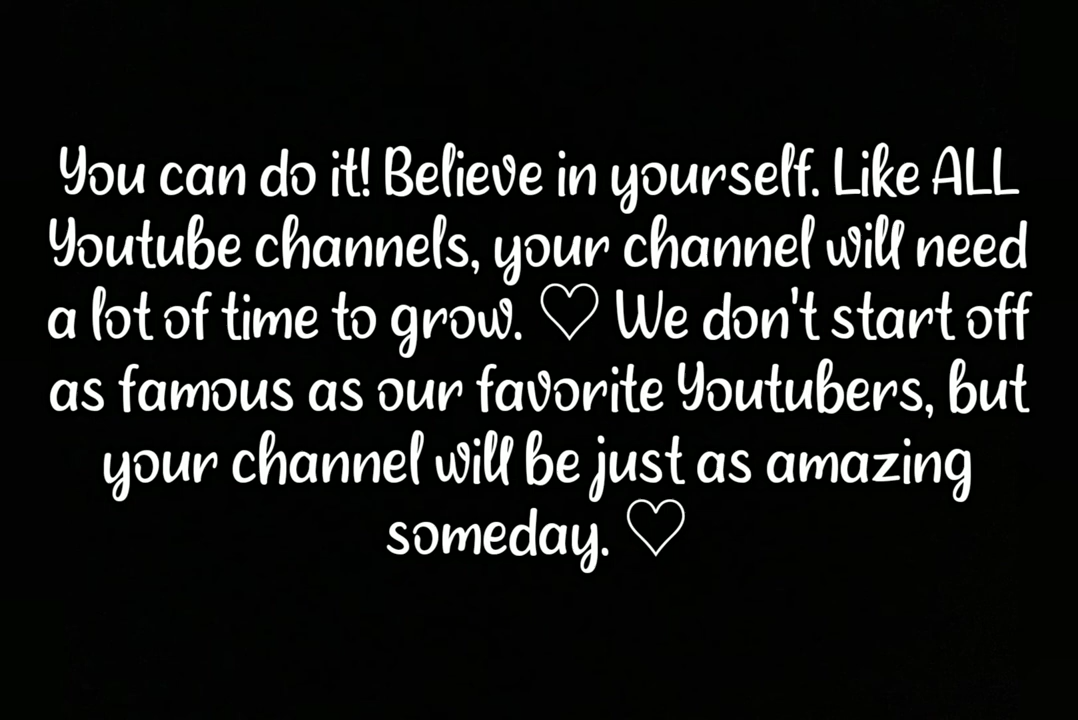 You can do it! Believe in yourself. Like ALL
Youtube channels, your channel will need
a lot of time to grow. ♡ We don't start off
as famous as our favorite Youtubers, but
your channel will be just as amazing
someday. ♡